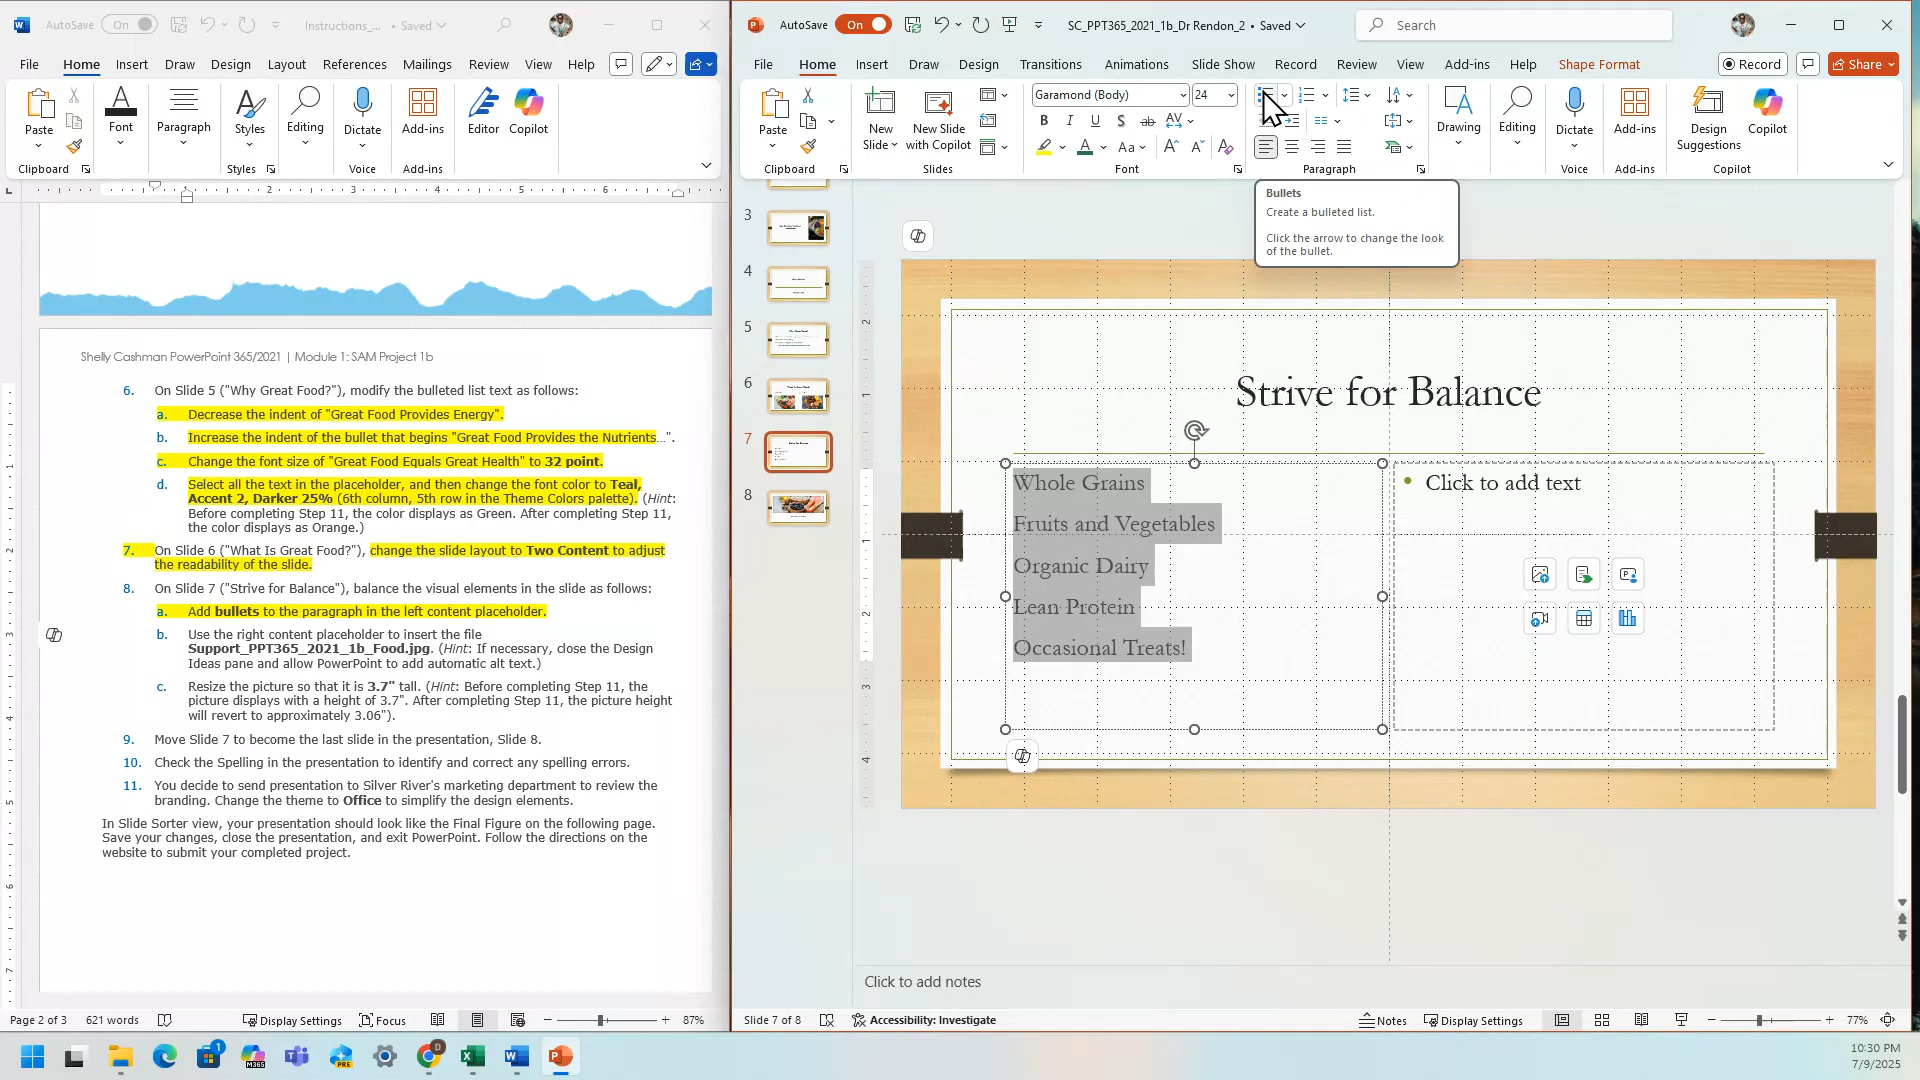 AutoSave
On
Instructions_...
• Saved
File
Home
Insert
Draw
Design
Layout
References
Mailings
Review
View
Help
Paste
Font
Paragraph
Styles
Editing
Dictate
Add-ins
Editor
Copilot
Clipboard
Styles
Voice
Add-ins
Shelly Cashman PowerPoint 365/2021 | Module 1: SAM Project 1b
6. On Slide 5 ("Why Great Food?"), modify the bulleted list text as follows:
a. Decrease the indent of "Great Food Provides Energy".
b. Increase the indent of the bullet that begins "Great Food Provides the Nutrients...".
c. Change the font size of "Great Food Equals Great Health" to 32 point.
d. Select all the text in the placeholder, and then change the font color to Teal,
Accent 2, Darker 25% (6th column, 5th row in the Theme Colors palette). (Hint:
Before completing Step 11, the color displays as Green. After completing Step 11,
the color displays as Orange.)
7. On Slide 6 ("What Is Great Food?"), change the slide layout to Two Content to adjust
the readability of the slide.
8. On Slide 7 ("Strive for Balance"), balance the visual elements in the slide as follows:
a. Add bullets to the paragraph in the left content placeholder.
b. Use the right content placeholder to insert the file
Support_PPT365_2021_1b_Food.jpg. (Hint: If necessary, close the Design
Ideas pane and allow PowerPoint to add automatic alt text.)
c. Resize the picture so that it is 3.7" tall. (Hint: Before completing Step 11, the
picture displays with a height of 3.7". After completing Step 11, the picture height
will revert to approximately 3.06").
9. Move Slide 7 to become the last slide in the presentation, Slide 8.
10. Check the Spelling in the presentation to identify and correct any spelling errors.
11. You decide to send presentation to Silver River's marketing department to review the
branding. Change the theme to Office to simplify the design elements.
In Slide Sorter view, your presentation should look like the Final Figure on the following page.
Save your changes, close the presentation, and exit PowerPoint. Follow the directions on the
website to submit your completed project.
Page 2 of 3
621 words
Display Settings
Focus
87%
AutoSave
On
SC_PPT365_2021_1b_Dr Rendon_2 • Saved
Search
File
Home
Insert
Draw
Design
Transitions
Animations
Slide Show
Record
Review
View
Add-ins
Help
Shape Format
Record
Share
Paste
New
Slide
New Slide
with Copilot
Garamond (Body)
24
Drawing
Editing
Dictate
Add-ins
Design
Suggestions
Copilot
Clipboard
Slides
Font
Paragraph
Voice
Add-ins
Copilot
Bullets
Create a bulleted list.
Click the arrow to change the look
of the bullet.
3
4
5
6
7
8
Strive for Balance
Whole Grains
Fruits and Vegetables
Organic Dairy
Lean Protein
Occasional Treats!
• Click to add text
Click to add notes
Slide 7 of 8
Accessibility: Investigate
Notes
Display Settings
77%
10:30 PM
7/9/2025